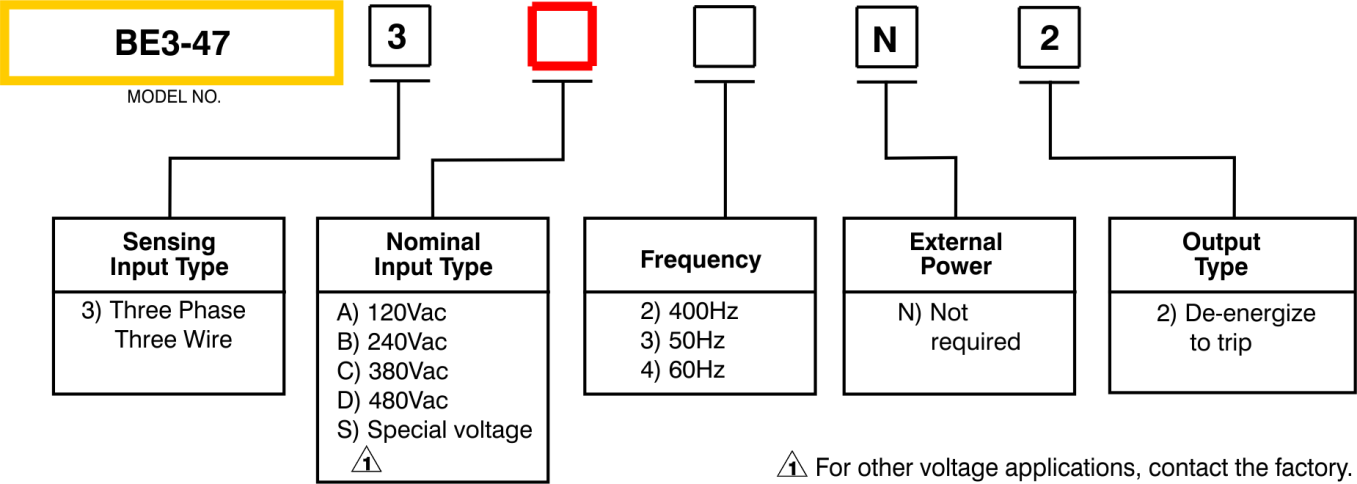 BE3-47
3
N
2
MODEL NO.
Sensing
Input Type
3) Three Phase
Three Wire
Nominal
Input Type
A) 120Vac
B) 240Vac
C) 380Vac
D) 480Vac
S) Special voltage
1
Frequency
2) 400Hz
3) 50Hz
4) 60Hz
External
Power
N) Not
required
Output
Type
2) De-energize
to trip
1 For other voltage applications, contact the factory.